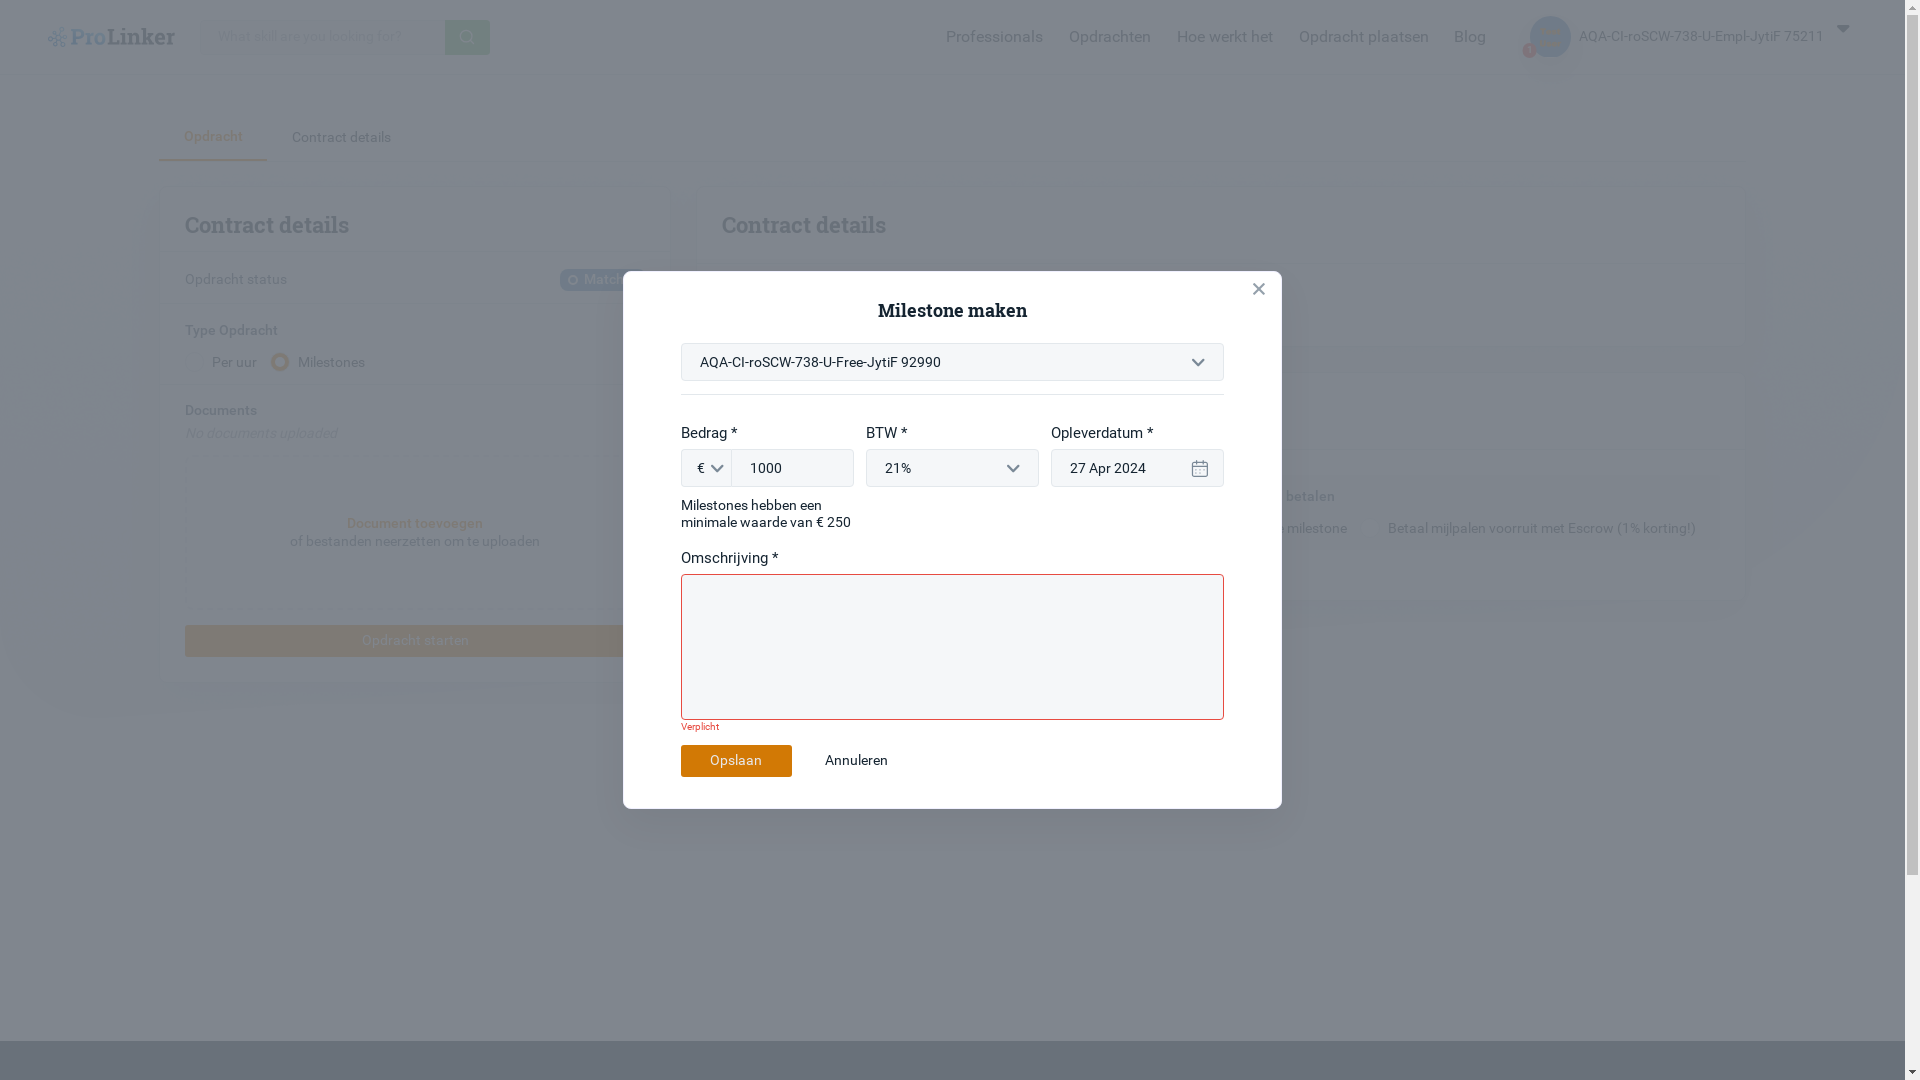 ProLinker
What skill are you looking for?
Professionals
Opdrachten
Hoe werkt het
Opdracht plaatsen
Blog
1
AQA-CI-roSCW-738-U-Empl-JytiF 75211
Opdracht
Contract details
Contract details
Opdracht status
Match
Type Opdracht
Per uur
Milestones
Documents
No documents uploaded
Document toevoegen
of bestanden neerzetten om te uploaden
Opdracht starten
Contract details
betalen
milestone
Betaal mijlpalen voorruit met Escrow (1% korting!)
Milestone maken
AQA-CI-roSCW-738-U-Free-JytiF 92990
Bedrag *
BTW *
Opleverdatum *
€
1000
21%
27 Apr 2024
Milestones hebben een
minimale waarde van € 250
Omschrijving *
Verplicht
Opslaan
Annuleren